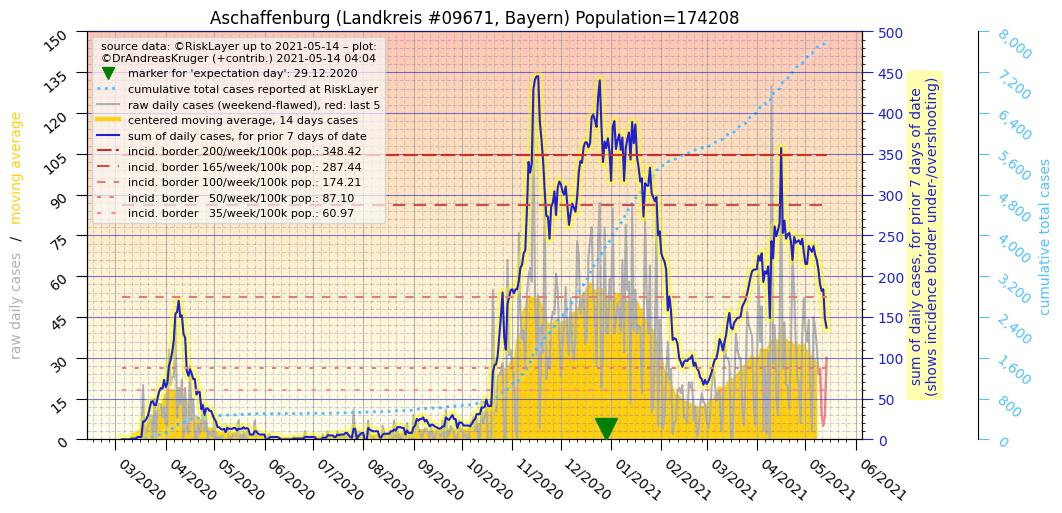 Aschaffenburg (Landkreis #09671, Bayern) Population=174208
source data: ©RiskLayer up to 2021-05-14 – plot:
©DrAndreasKruger (+contrib.) 2021-05-14 04:04
marker for 'expectation day': 29.12.2020
cumulative total cases reported at RiskLayer
raw daily cases (weekend-flawed), red: last 5
centered moving average, 14 days cases
sum of daily cases, for prior 7 days of date
incid. border 200/week/100k pop.: 348.42
incid. border 165/week/100k pop.: 287.44
incid. border 100/week/100k pop.: 174.21
incid. border   50/week/100k pop.: 87.10
incid. border   35/week/100k pop.: 60.97
raw daily cases   /   moving average
150
135
120
105
90
75
60
45
30
15
0
03/2020
04/2020
05/2020
06/2020
07/2020
08/2020
09/2020
10/2020
11/2020
12/2020
01/2021
02/2021
03/2021
04/2021
05/2021
06/2021
500
450
400
350
300
250
200
150
100
50
0
sum of daily cases, for prior 7 days of date
(shows incidence border under-/overshooting)
8,000
7,200
6,400
5,600
4,800
4,000
3,200
2,400
1,600
800
0
cumulative total cases